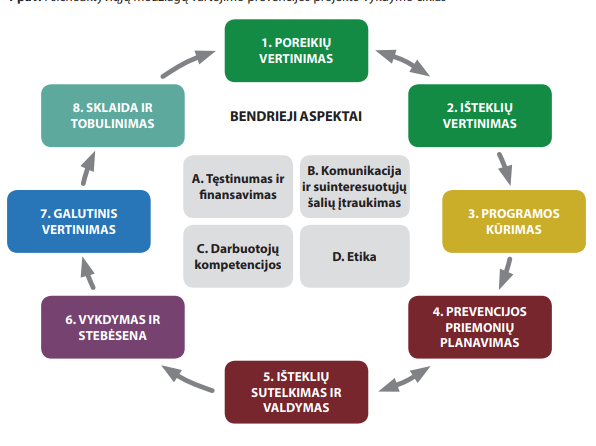 1. POREIKIŲ
VERTINIMAS
2. IŠTEKLIŲ
VERTINIMAS
3. PROGRAMOS
KŪRIMAS
4. PREVENCIJOS
PRIEMONIŲ
PLANAVIMAS
5. IŠTEKLIŲ
SUTELKIMAS IR
VALDYMAS
6. VYKDYMAS IR
STEBĖSENA
7. GALUTINIS
VERTINIMAS
8. SKLAIDA IR
TOBULINIMAS
BENDRIEJI ASPEKTAI
A. Tęstinumas ir
finansavimas
B. Komunikacija
ir suinteresuotųjų
šalių įtraukimas
C. Darbuotojų
kompetencijos
D. Etika